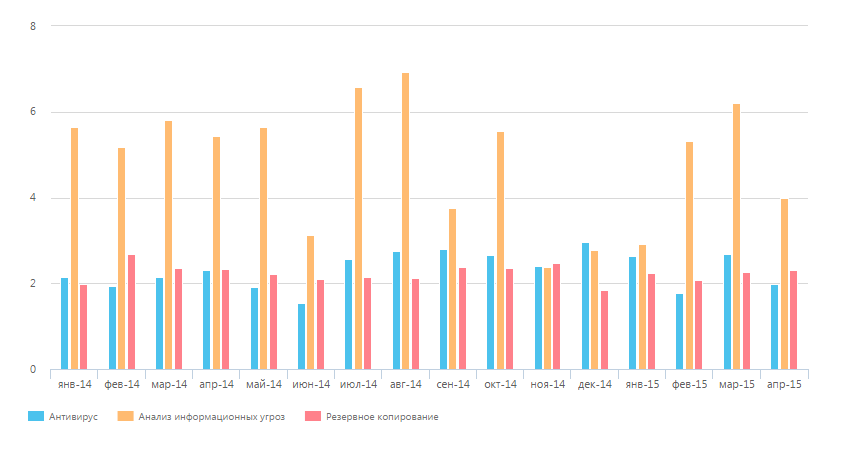 8
6
4
2
0
янв-14 фев-14 мар-14 апр-14 май-14 июн-14 июл-14 авг-14 сен-14 окт-14 ноя-14 дек-14 янв-15 фев-15 мар-15 апр-15
Антивирус Анализ информационных угроз Резервное копирование